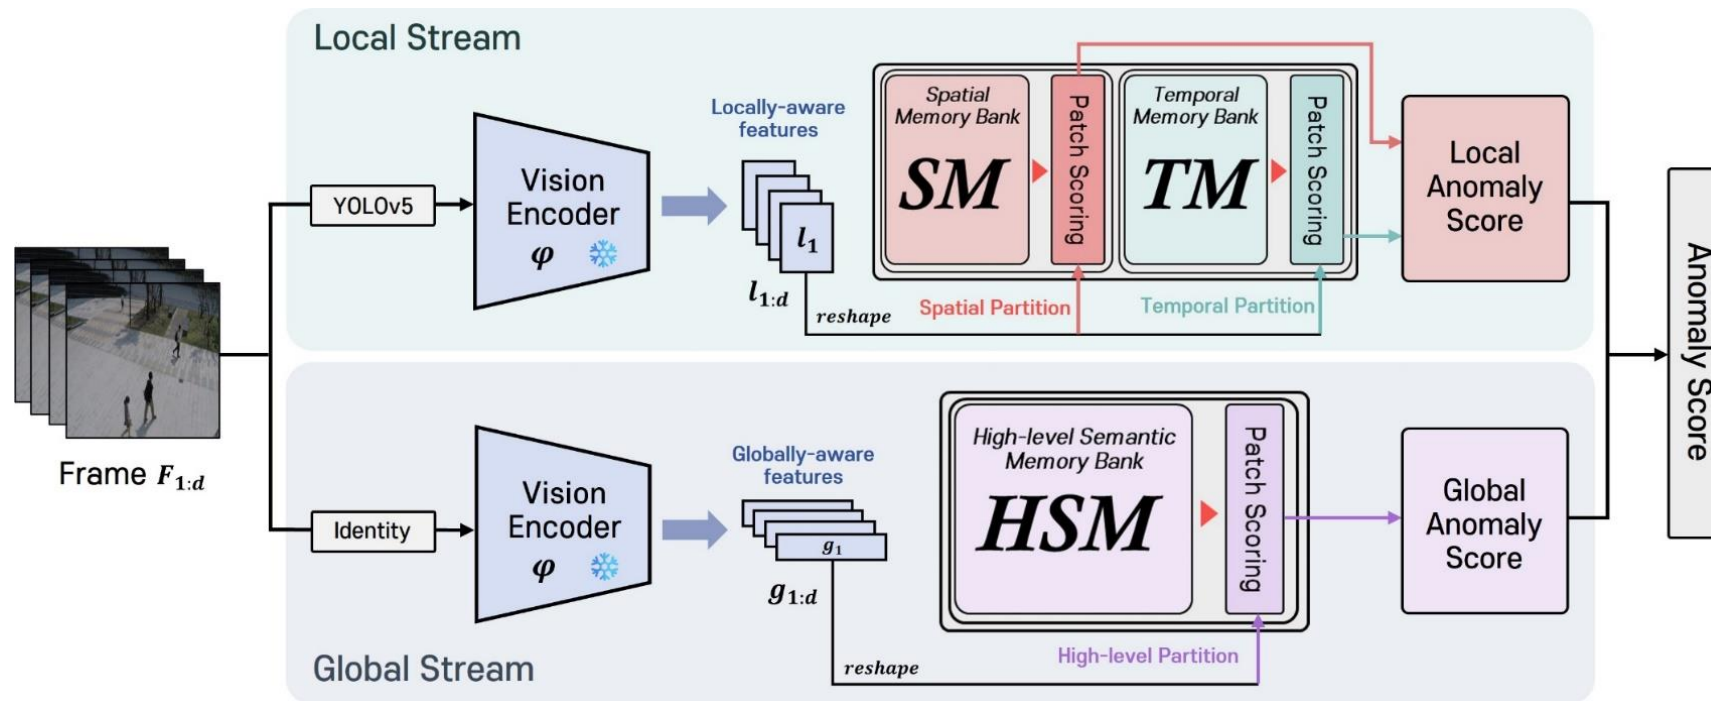 Local Stream
YOLOv5
Vision
Encoder
φ
Locally-aware
features
l₁
l₁:d
reshape
Spatial
Memory Bank
SM
Patch Scoring
Temporal
Memory Bank
TM
Patch Scoring
Spatial Partition
Temporal Partition
Local
Anomaly
Score
Frame F₁:d
Identity
Vision
Encoder
φ
Globally-aware
features
g₁
g₁:d
reshape
High-level Semantic
Memory Bank
HSM
Patch Scoring
High-level Partition
Global
Anomaly
Score
Global Stream
Anomaly Score